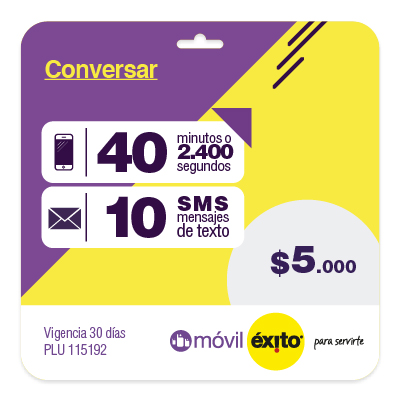 Conversar
40 minutos o
2.400
segundos
10 SMS
mensajes
de texto
$5.000
Vigencia 30 días
PLU 115192
móvil éxito para servirte